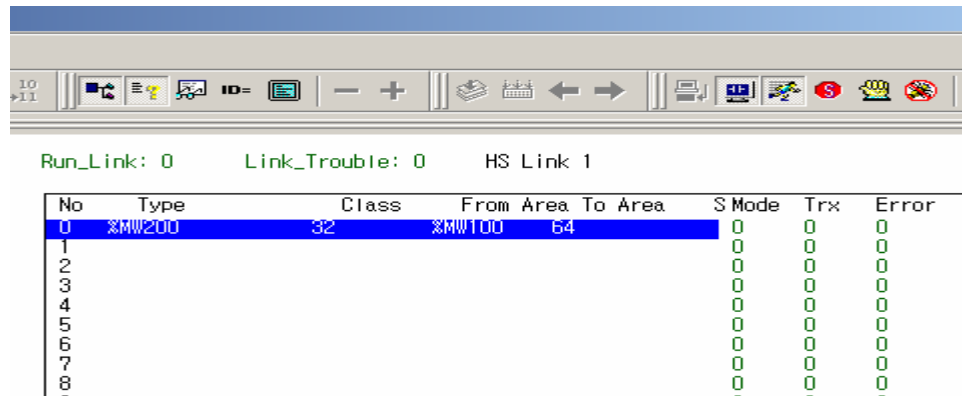 10
→11 ID= S
Run_Link: 0 Link_Trouble: 0 HS Link 1
No Type Class From Area To Area S Mode Trx Error
0 %MW200 32 %MW100 64 0 0 0
1 0 0 0
2 0 0 0
3 0 0 0
4 0 0 0
5 0 0 0
6 0 0 0
7 0 0 0
8 0 0 0